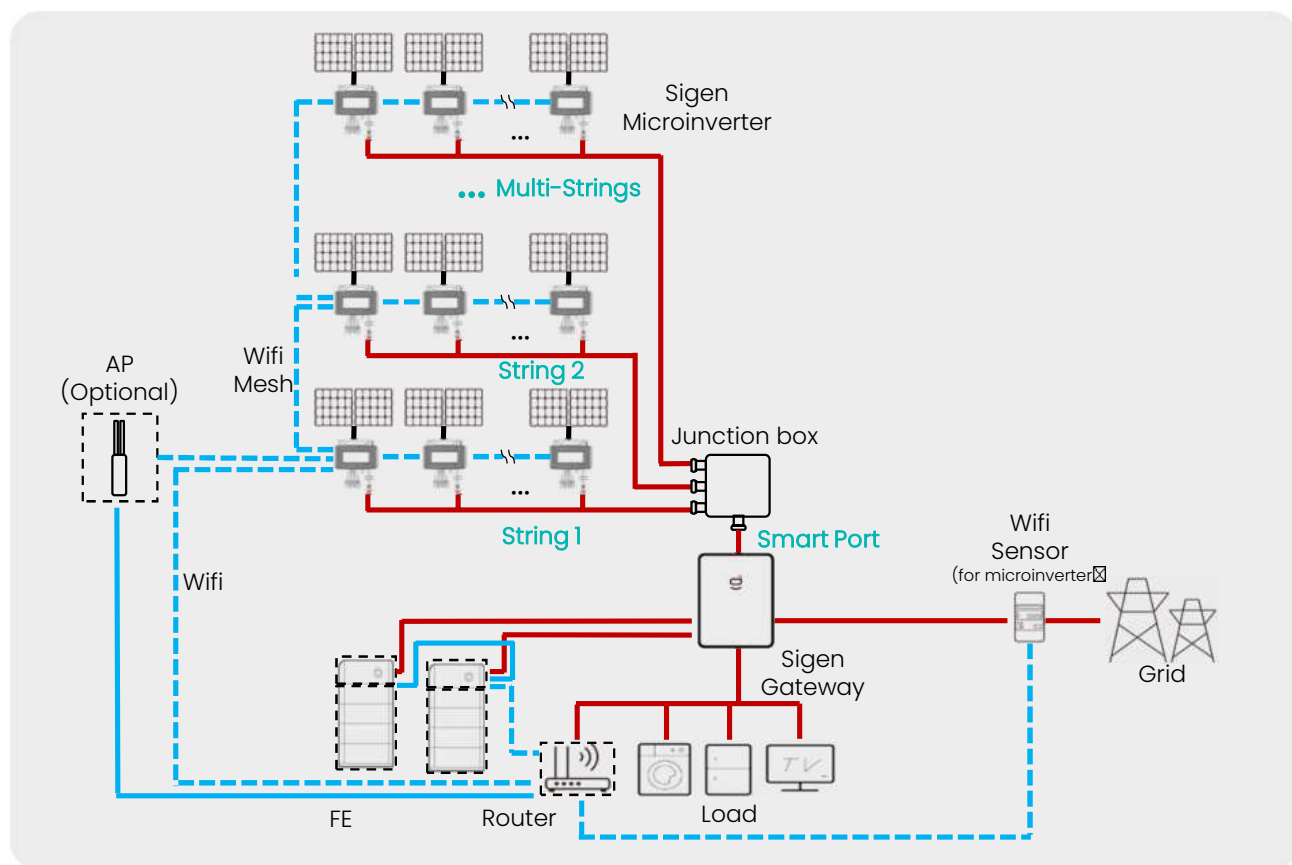 Sigen
Microinverter
... Multi-Strings
...
Wifi
Mesh
String 2
...
AP
(Optional)
Junction box
...
String 1
Smart Port
Wifi
Sensor
(for microinverter
Wifi
Sigen
Gateway
Grid
TV
FE
Router
Load